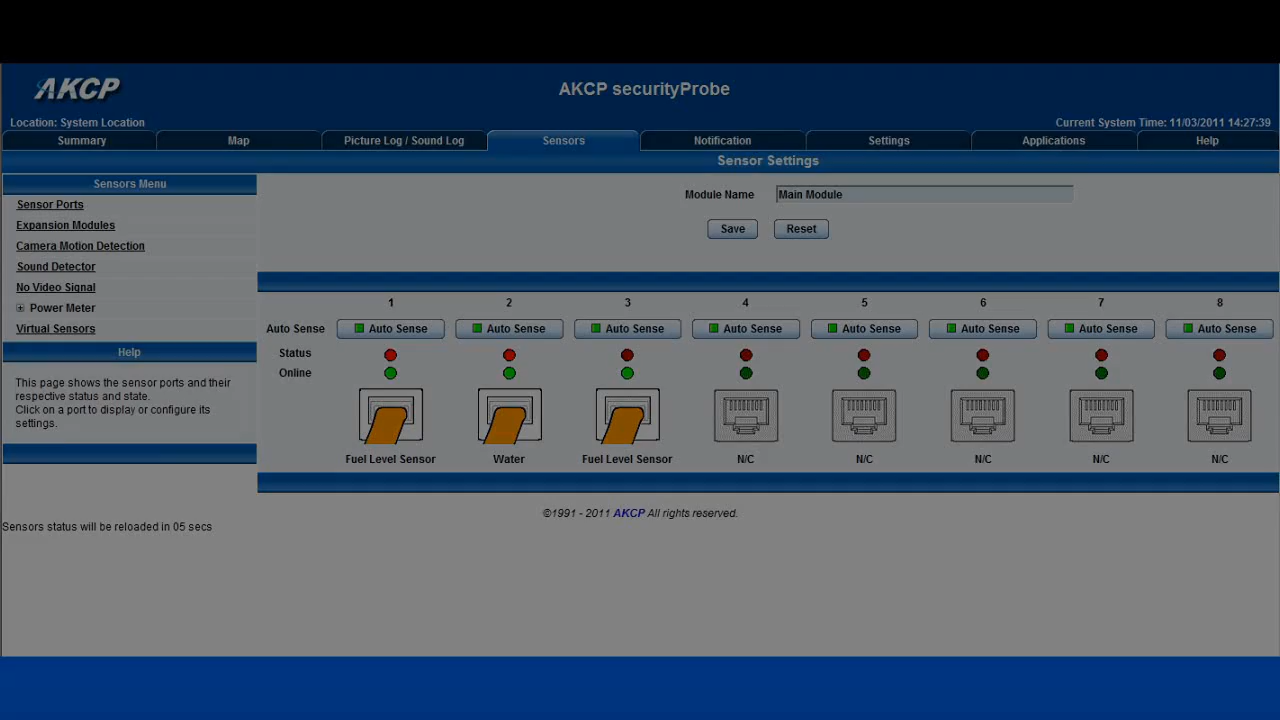 AKCP
AKCP securityProbe
Location: System Location
Current System Time: 11/03/2011 14:27:39
Summary
Map
Picture Log / Sound Log
Sensors
Notification
Settings
Applications
Help
Sensor Settings
Sensors Menu
Sensor Ports
Expansion Modules
Camera Motion Detection
Sound Detector
No Video Signal
Power Meter
Virtual Sensors
Help
This page shows the sensor ports and their
respective status and state.
Click on a port to display or configure its
settings.
Sensors status will be reloaded in 05 secs
Module Name Main Module
Save Reset
1 2 3 4 5 6 7 8
Auto Sense Auto Sense Auto Sense Auto Sense Auto Sense Auto Sense Auto Sense Auto Sense Auto Sense
Status
Online
Fuel Level Sensor Water Fuel Level Sensor N/C N/C N/C N/C N/C
©1991 - 2011 AKCP All rights reserved.